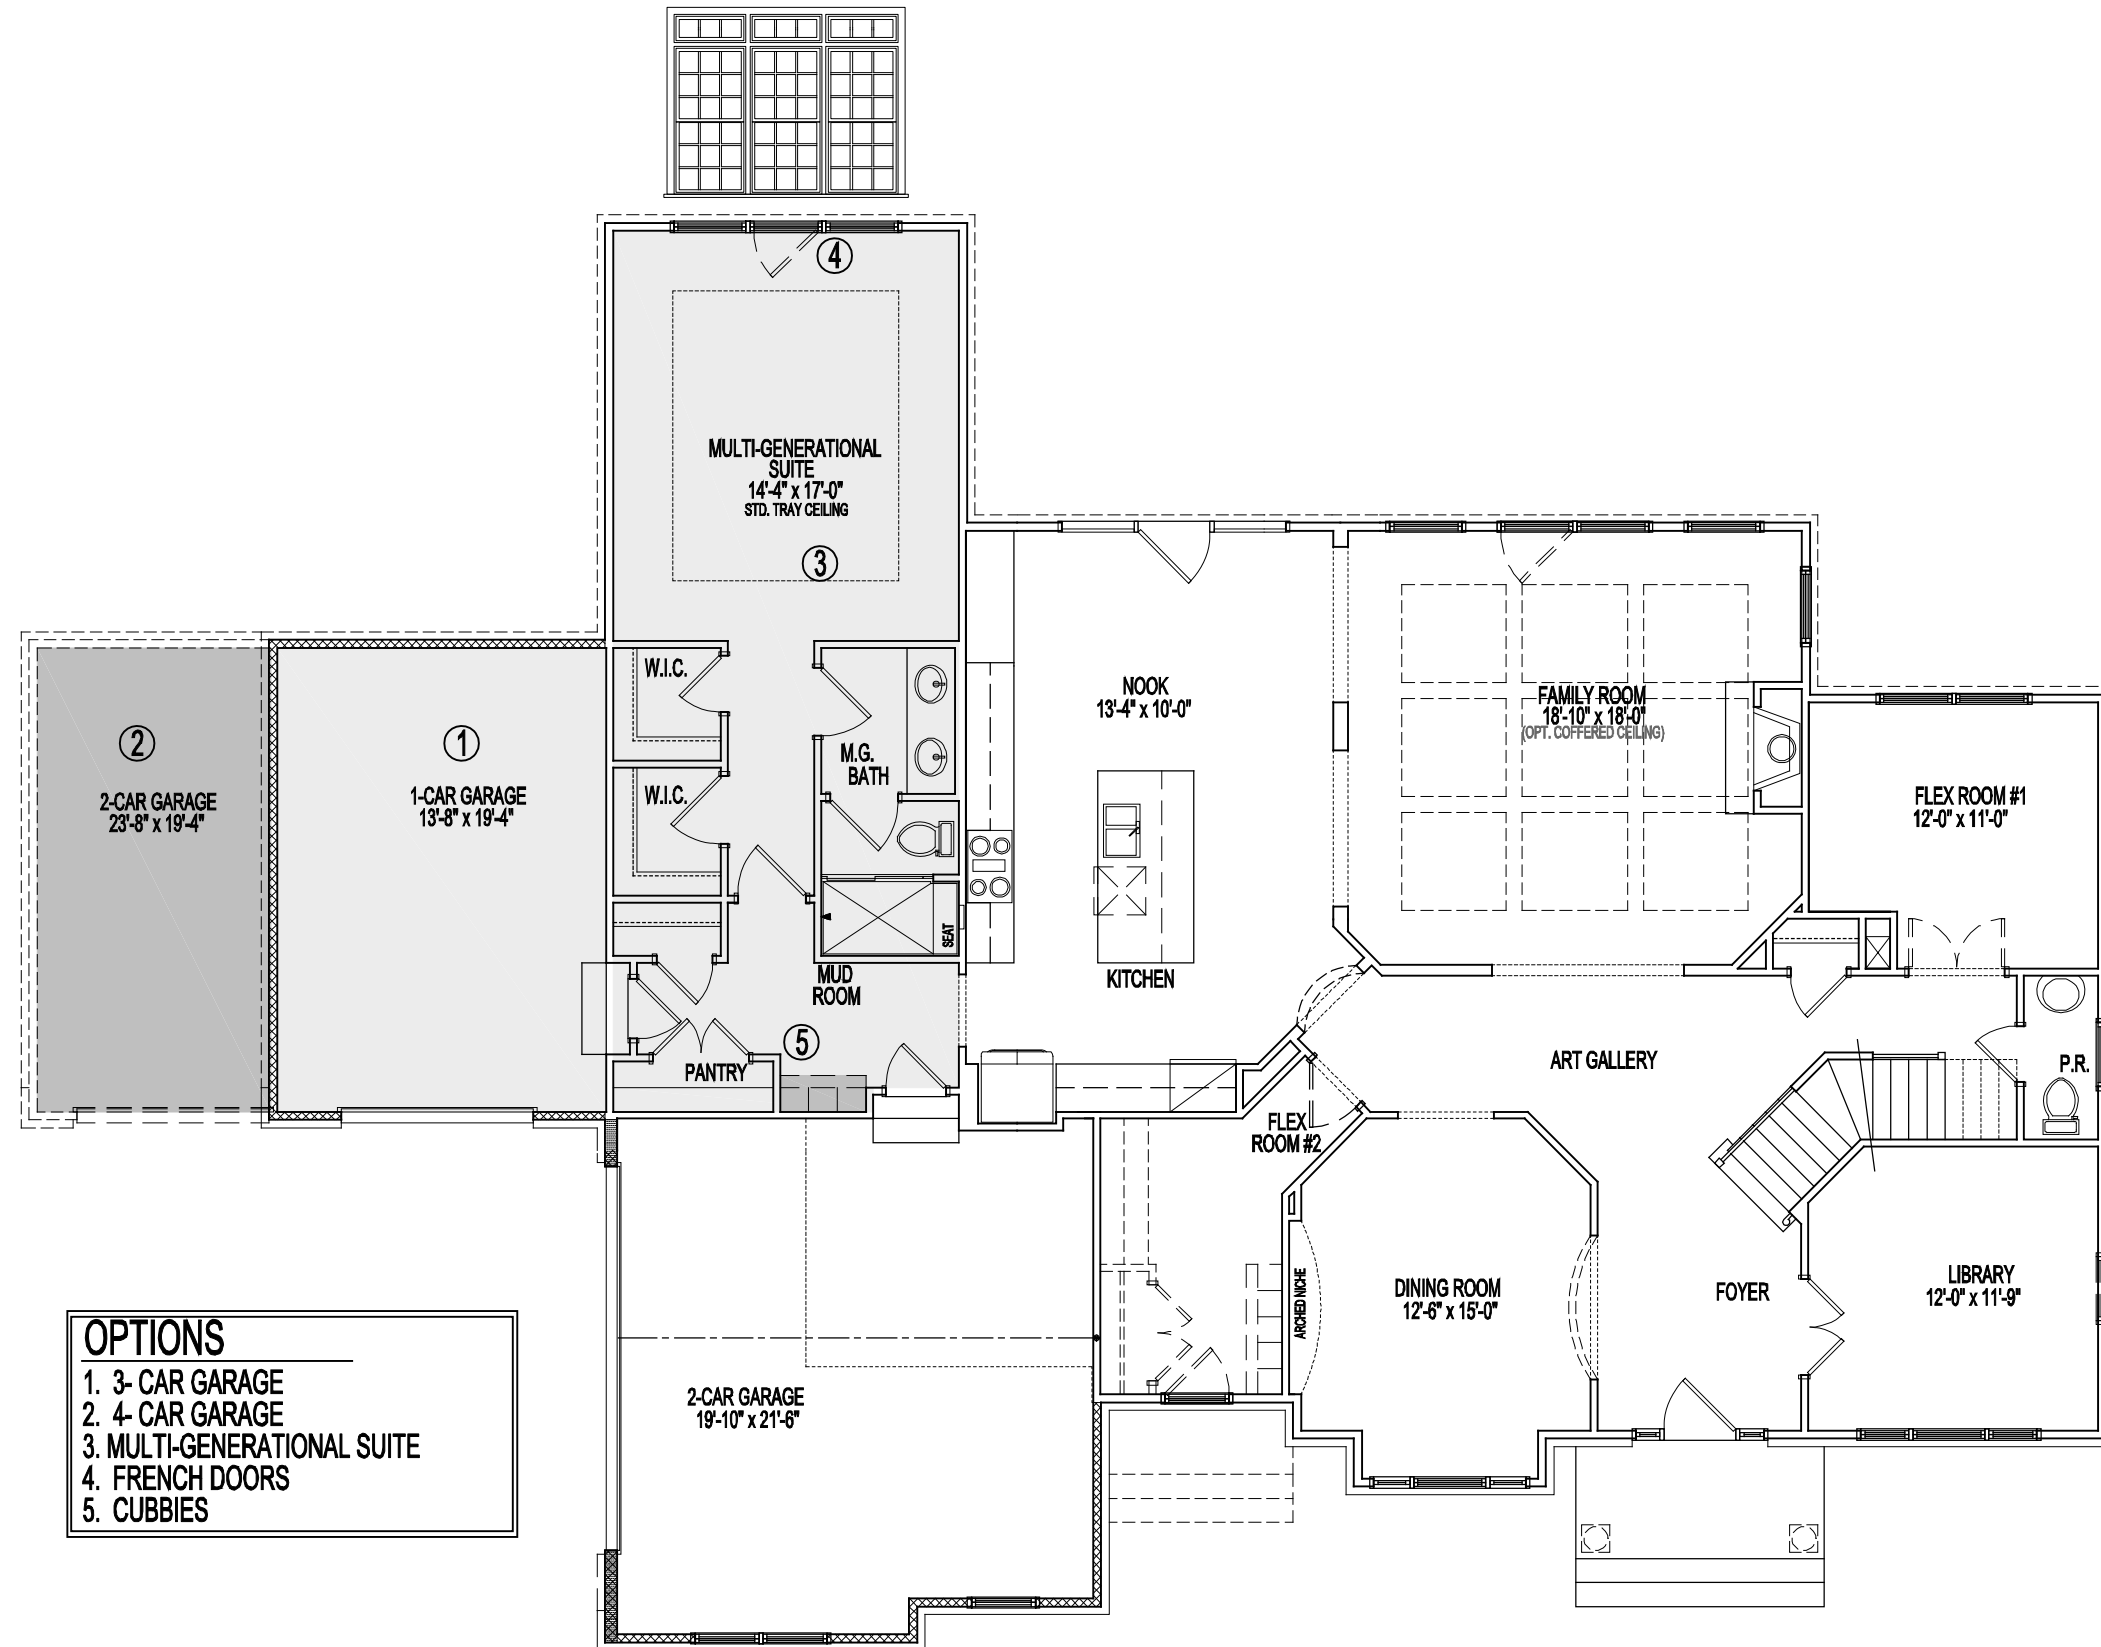 4
MULTI-GENERATIONAL
SUITE
14'-4" x 17'-0"
STD. TRAY CEILING
3
W.I.C.
W.I.C.
M.G.
BATH
SEAT
MUD
ROOM
5
PANTRY
2
2-CAR GARAGE
23'-8" x 19'-4"
1
1-CAR GARAGE
13'-8" x 19'-4"
NOOK
13'-4" x 10'-0"
KITCHEN
FAMILY ROOM
18'-10" x 18'-0"
(OPT. COFFERED CEILING)
FLEX ROOM #1
12'-0" x 11'-0"
ART GALLERY
P.R.
FLEX
ROOM #2
ARCHED NICHE
DINING ROOM
12'-6" x 15'-0"
FOYER
LIBRARY
12'-0" x 11'-9"
2-CAR GARAGE
19'-10" x 21'-6"
OPTIONS
1. 3- CAR GARAGE
2. 4- CAR GARAGE
3. MULTI-GENERATIONAL SUITE
4. FRENCH DOORS
5. CUBBIES